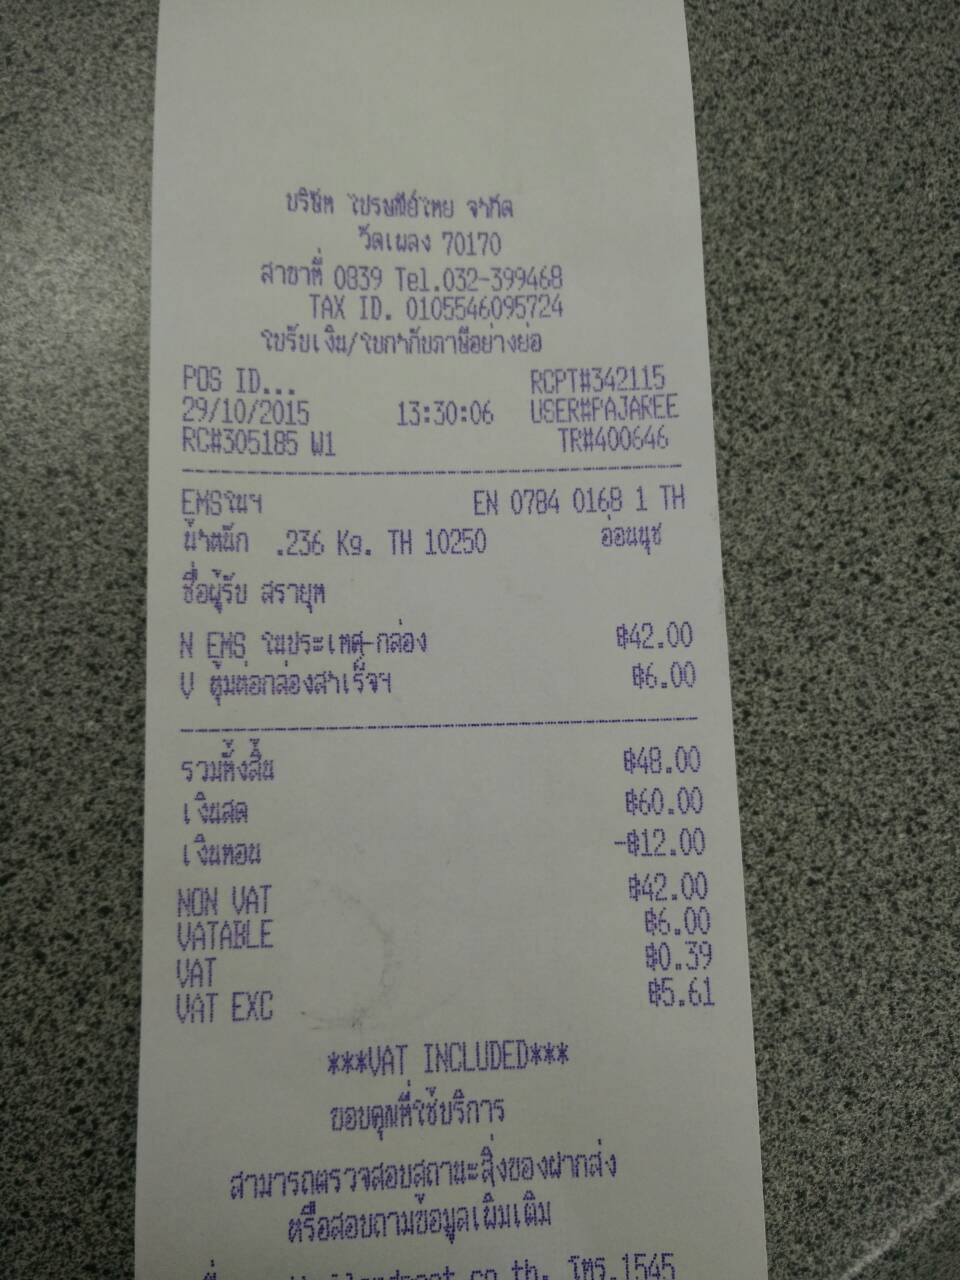 บริษัท ไปรษณีย์ไทย จำกัด
วัดเพลง 70170
สาขาที่ 0839 Tel.032-399468
TAX ID. 0105546095724
ใบรับเงิน/ใบกำกับภาษีอย่างย่อ
POS ID... RCPT#342115
29/10/2015 13:30:06 USER#PAJAREE
RC#305185 W1 TR#400646
EMSในฯ EN 0784 0168 1 TH
น้ำหนัก .236 Kg. TH 10250 อ่อนนุช
ชื่อผู้รับ สรายุท
N EMS ในประเทศ-กล่อง ฿42.00
V ตุ้มต่อกล่องสำเร็จฯ ฿6.00
รวมทั้งสิ้น ฿48.00
เงินสด ฿60.00
เงินทอน -฿12.00
NON VAT ฿42.00
VATABLE ฿6.00
VAT ฿0.39
VAT EXC ฿5.61
***VAT INCLUDED***
ขอบคุณที่ใช้บริการ
สามารถตรวจสอบสถานะสิ่งของฝากส่ง
หรือสอบถามข้อมูลเพิ่มเติม
โทร.1545